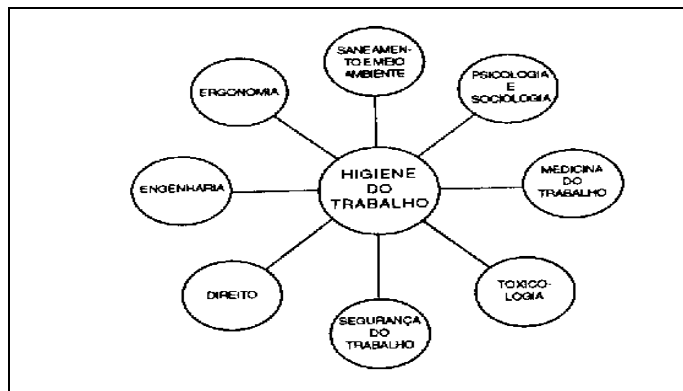 SANEAMEN-
TO E MEIO
AMBIENTE
PSICOLOGIA
E
SOCIOLOGIA
ERGONOMIA
HIGIENE
DO
TRABALHO
MEDICINA
DO
TRABALHO
ENGENHARIA
DIREITO
TOXICO-
LOGIA
SEGURANÇA
DO
TRABALHO